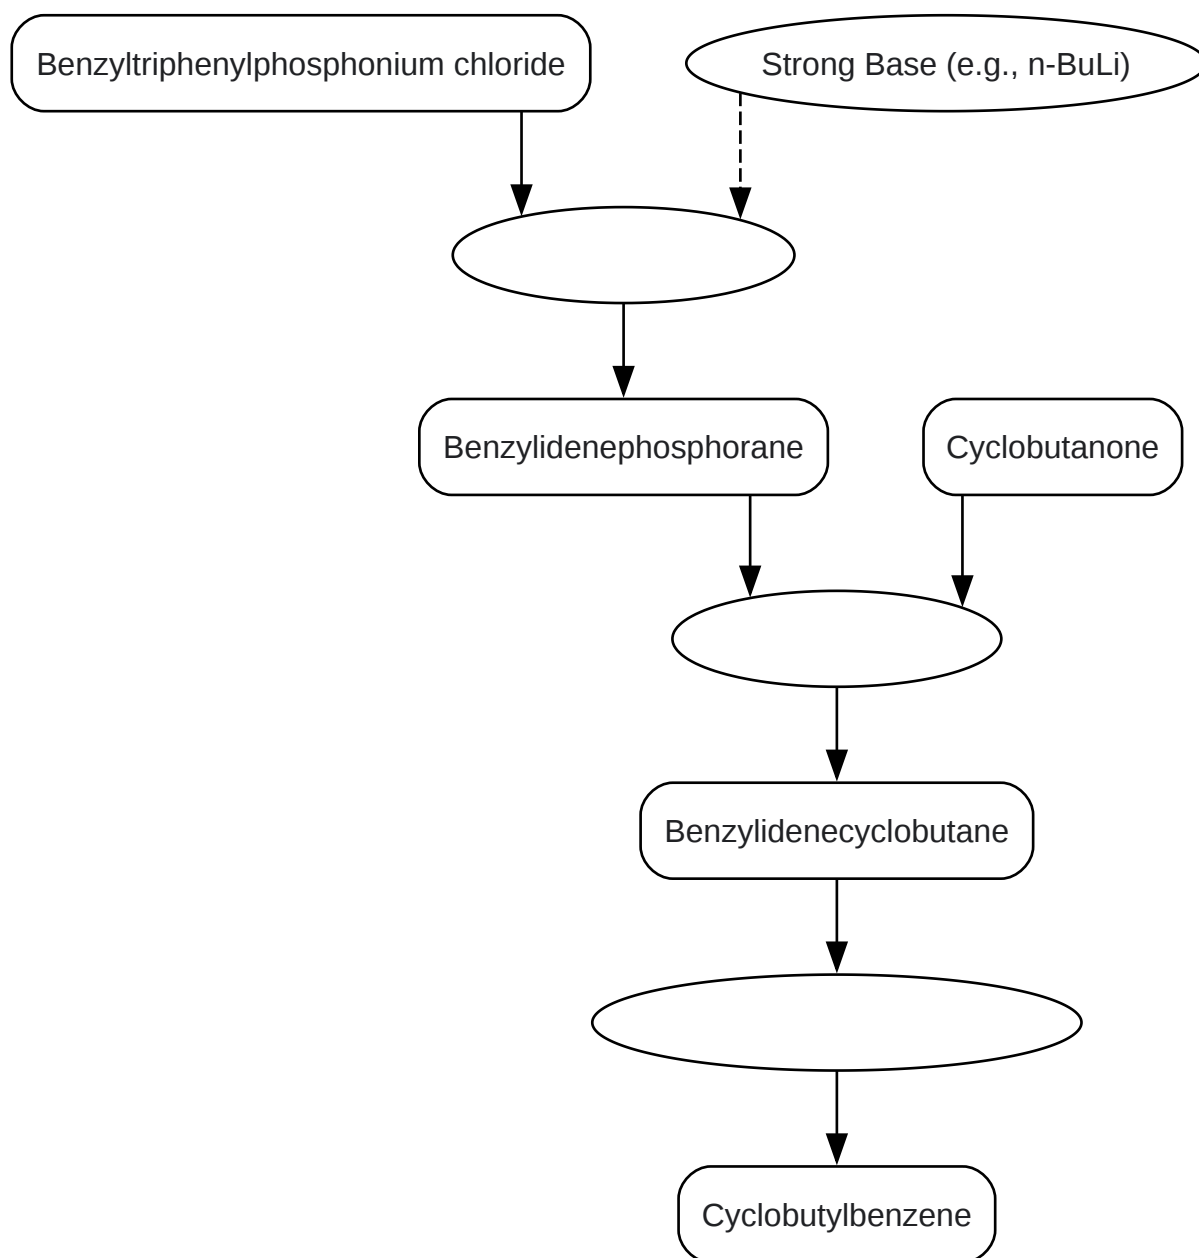 Benzyltriphenylphosphonium chloride
Strong Base (e.g., n-BuLi)
Benzylidenephosphorane
Cyclobutanone
Benzylidenecyclobutane
Cyclobutylbenzene